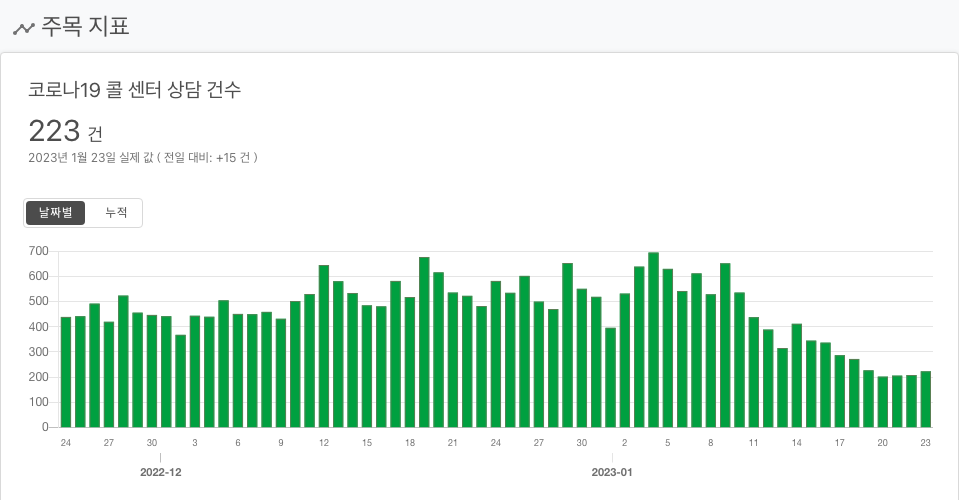 주목 지표
코로나19 콜 센터 상담 건수
223 건
2023년 1월 23일 실제 값 ( 전일 대비: +15 건 )
날짜별 누적
700
600
500
400
300
200
100
0
24 27 30 3 6 9 12 15 18 21 24 27 30 2 5 8 11 14 17 20 23
2022-12 2023-01